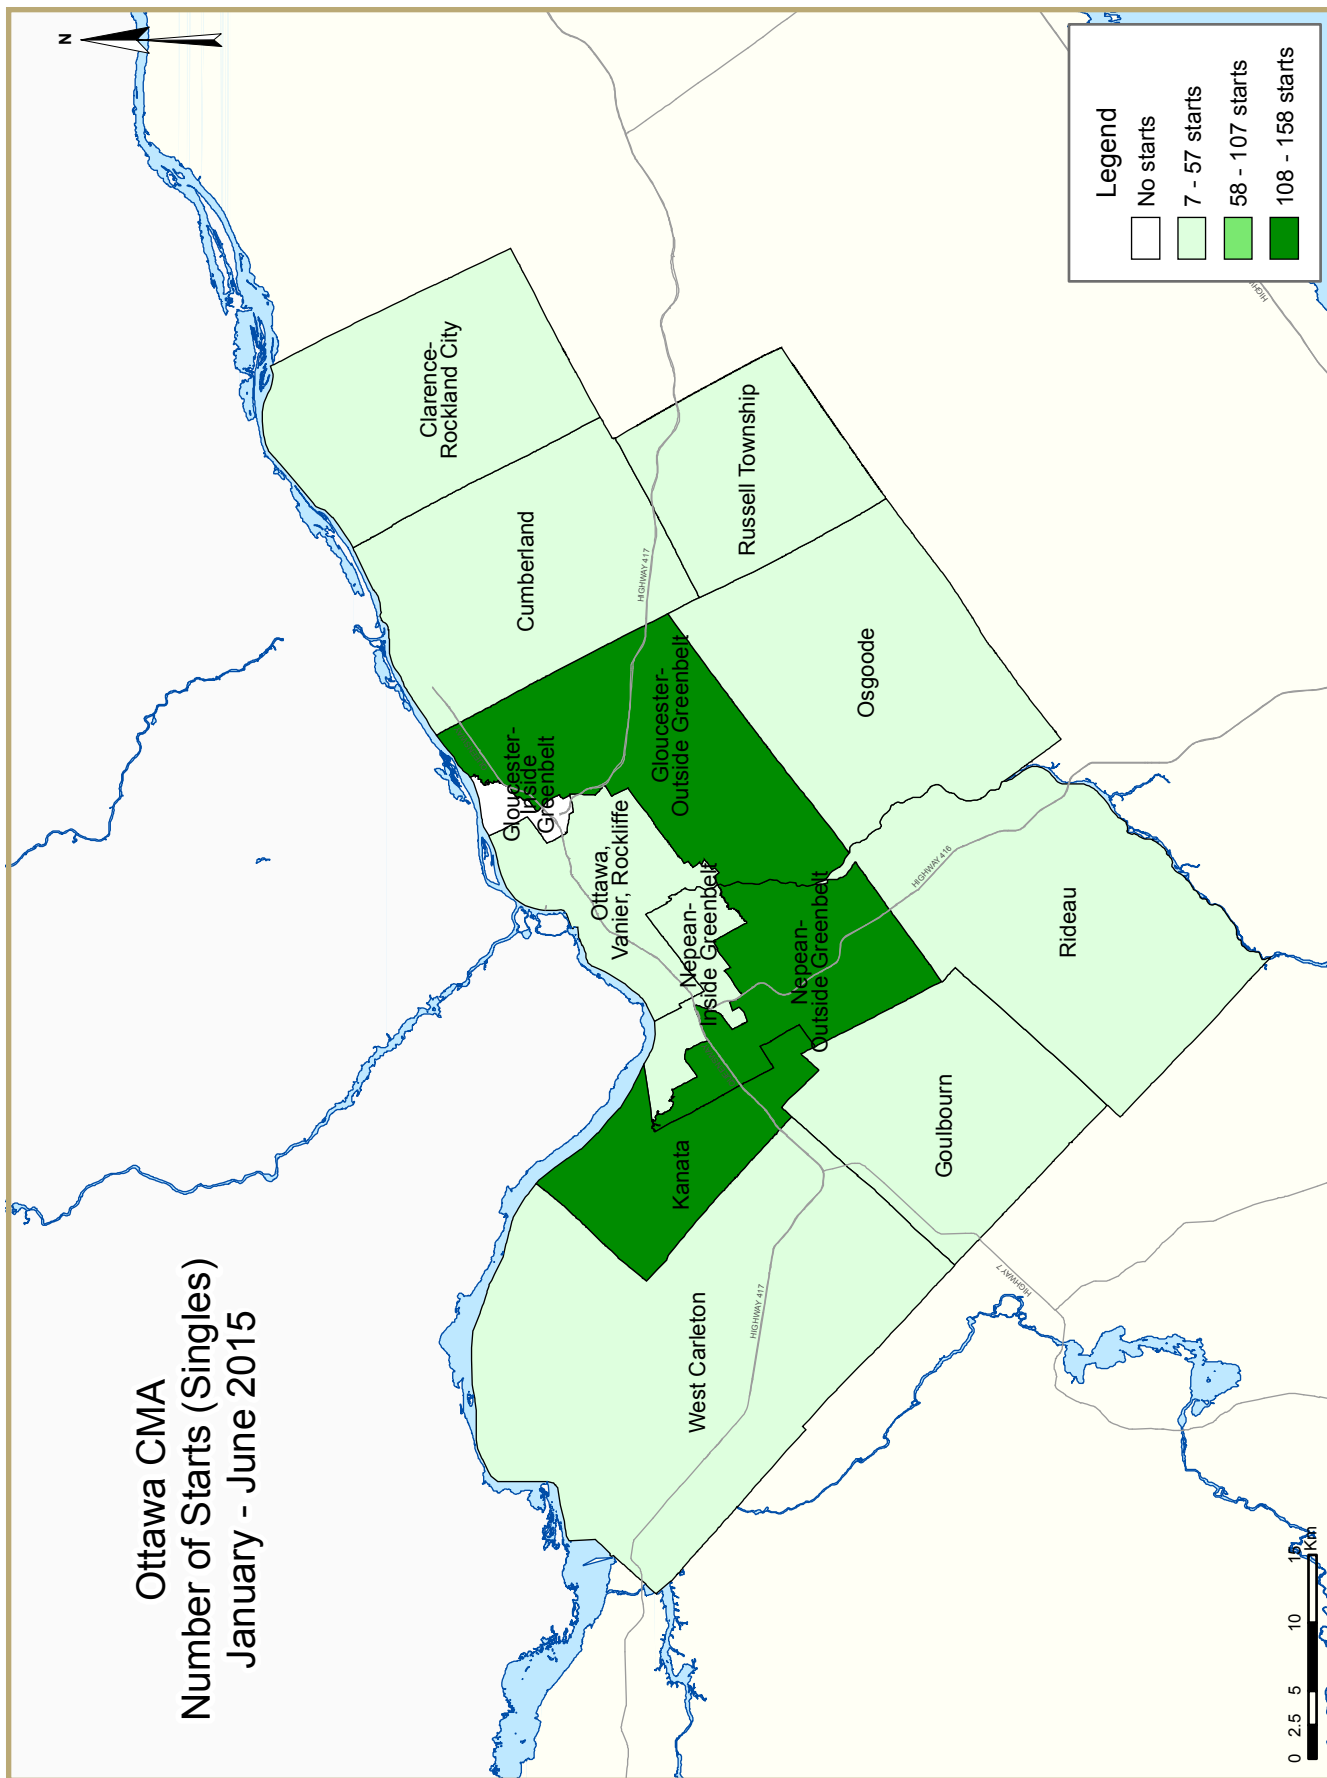 Ottawa CMA
Number of Starts (Singles)
January - June 2015
N
Legend
No starts
7 - 57 starts
58 - 107 starts
108 - 158 starts
Clarence-
Rockland City
Cumberland
Russell Township
Gloucester-
Inside
Greenbelt
Gloucester-
Outside Greenbelt
Osgoode
Ottawa,
Vanier, Rockliffe
Nepean-
Inside Greenbelt
Nepean-
Outside Greenbelt
Rideau
Kanata
Goulbourn
West Carleton
HIGHWAY 417
HIGHWAY 416
HIGHWAY 417
HIGHWAY 7
0 2.5 5 10 15
Km